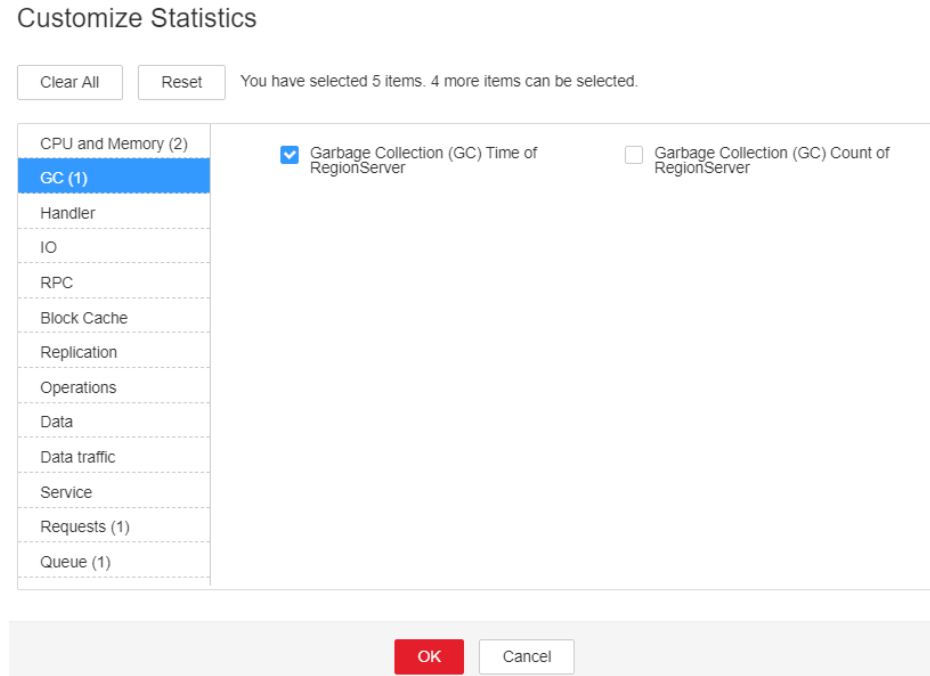 Customize Statistics
Clear All
Reset
You have selected 5 items. 4 more items can be selected.
CPU and Memory (2)
GC (1)
Handler
IO
RPC
Block Cache
Replication
Operations
Data
Data traffic
Service
Requests (1)
Queue (1)
Garbage Collection (GC) Time of
RegionServer
Garbage Collection (GC) Count of
RegionServer
OK
Cancel